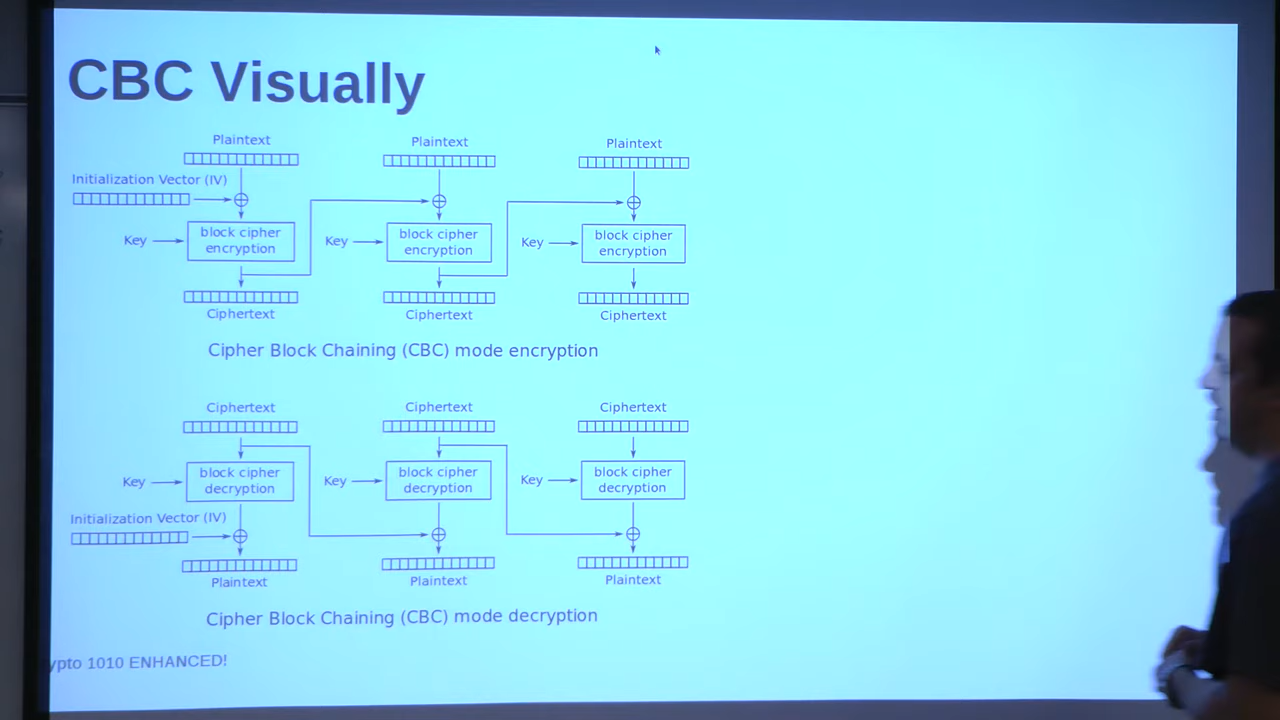 CBC Visually
Plaintext Plaintext Plaintext
Initialization Vector (IV)
Key block cipher encryption Key block cipher encryption Key block cipher encryption
Ciphertext Ciphertext Ciphertext
Cipher Block Chaining (CBC) mode encryption
Ciphertext Ciphertext Ciphertext
Key block cipher decryption Key block cipher decryption Key block cipher decryption
Initialization Vector (IV)
Plaintext Plaintext Plaintext
Cipher Block Chaining (CBC) mode decryption
ypto 1010 ENHANCED!